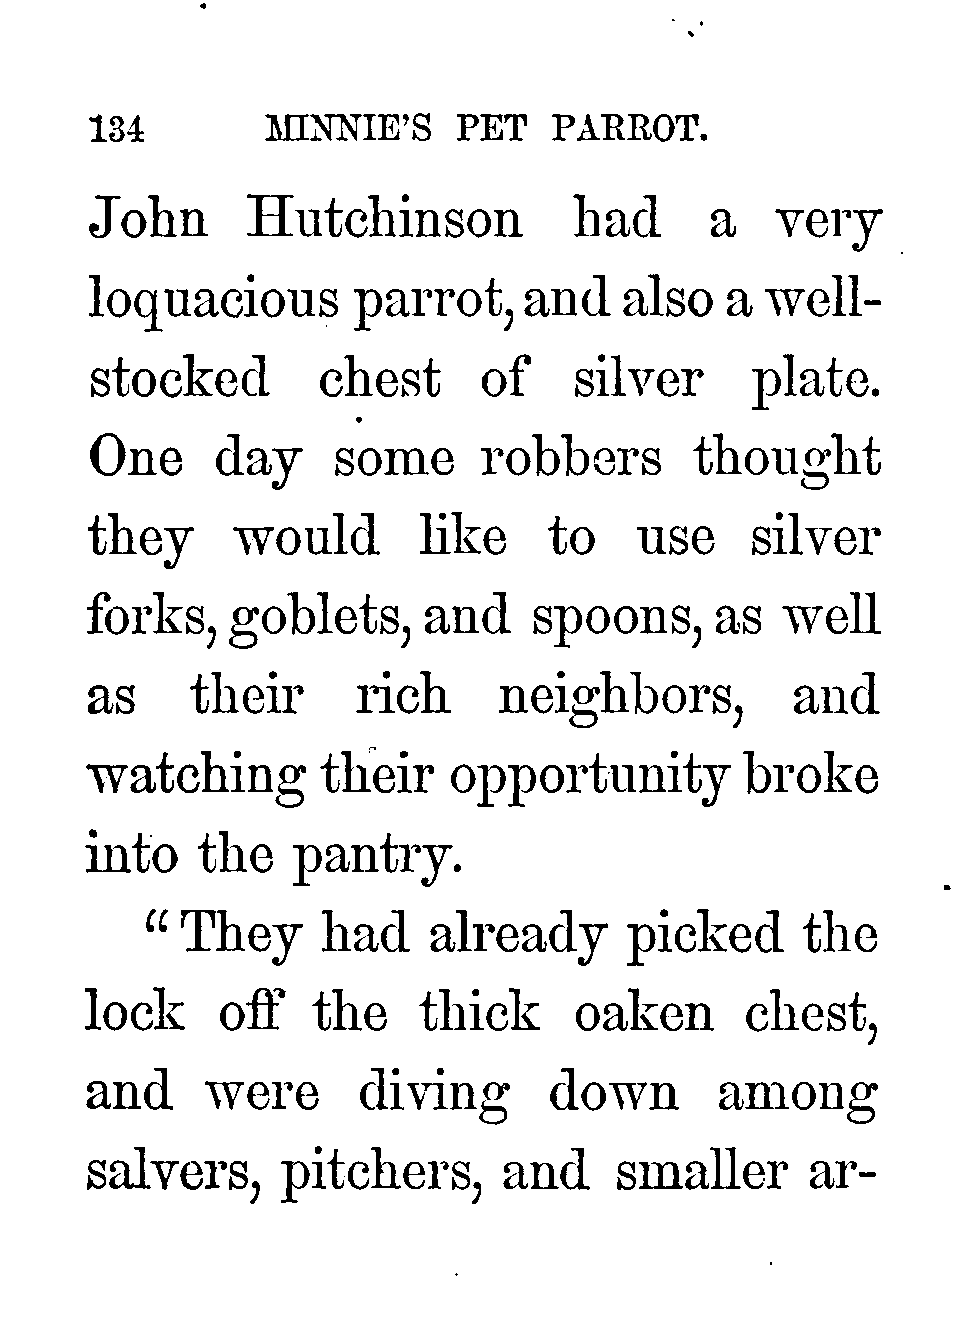 134 MINNIE'S PET PARROT.
John Hutchinson had a very
loquacious parrot, and also a well-
stocked chest of silver plate.
One day some robbers thought
they would like to use silver
forks, goblets, and spoons, as well
as their rich neighbors, and
watching their opportunity broke
into the pantry.
“They had already picked the
lock off the thick oaken chest,
and were diving down among
salvers, pitchers, and smaller ar-